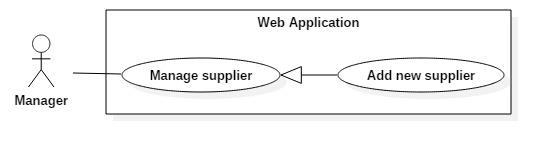 Web Application
Manage supplier
Add new supplier
Manager